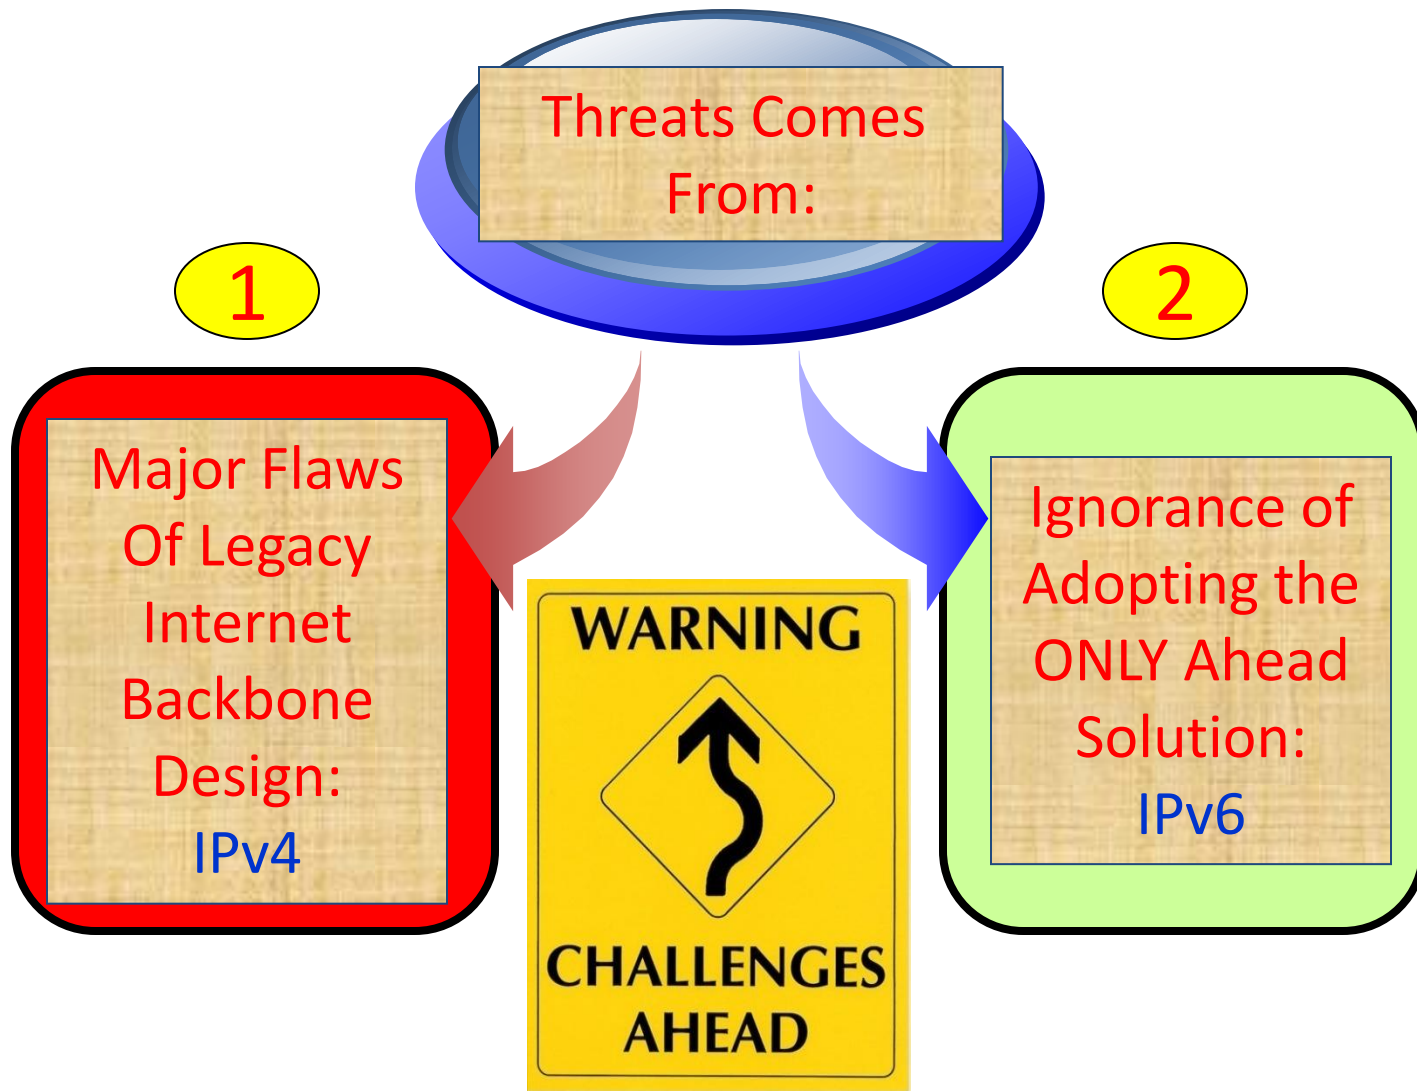 Threats Comes
From:
1
2
Major Flaws
Of Legacy
Internet
Backbone
Design:
IPv4
Ignorance of
Adopting the
ONLY Ahead
Solution:
IPv6
WARNING
CHALLENGES
AHEAD